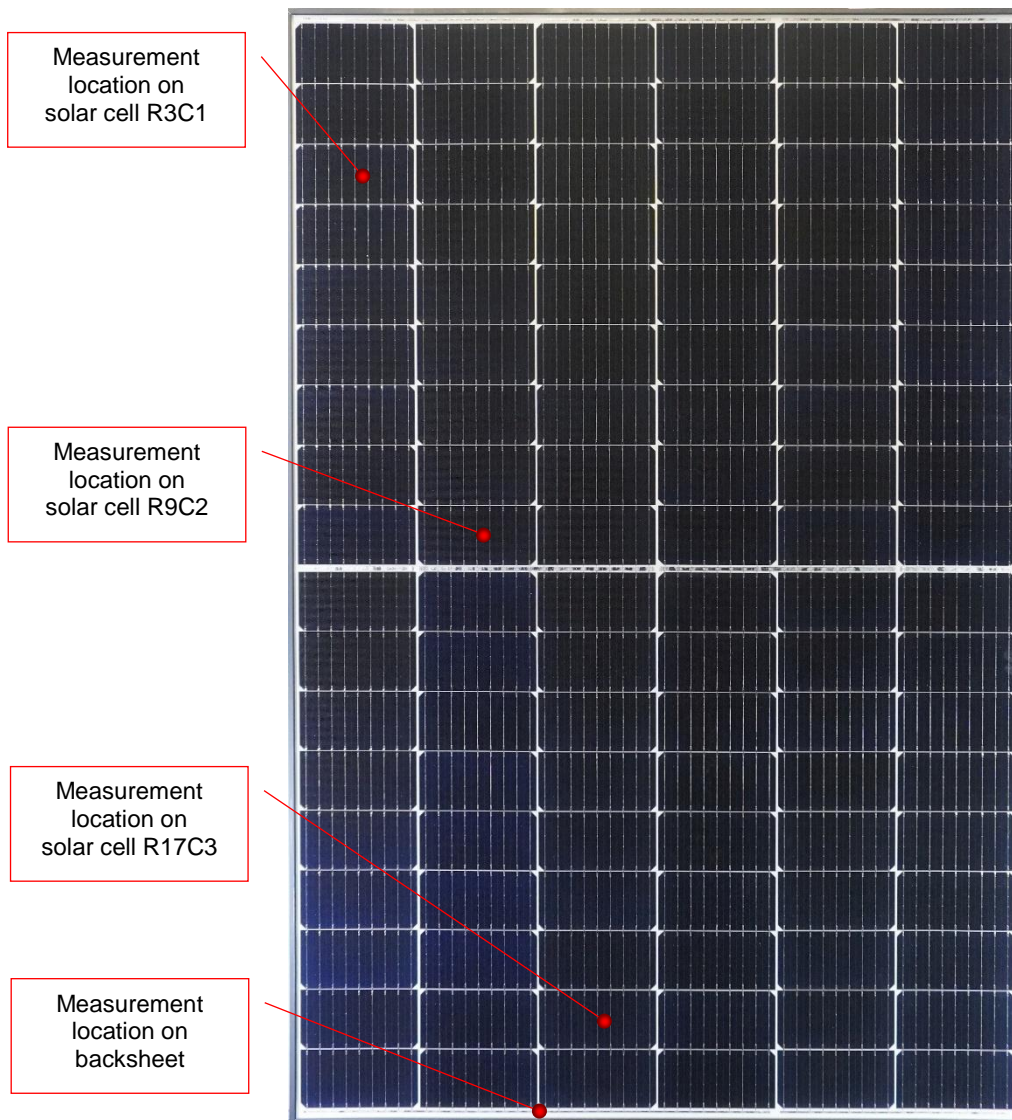 Measurement
location on
solar cell R3C1
Measurement
location on
solar cell R9C2
Measurement
location on
solar cell R17C3
Measurement
location on
backsheet